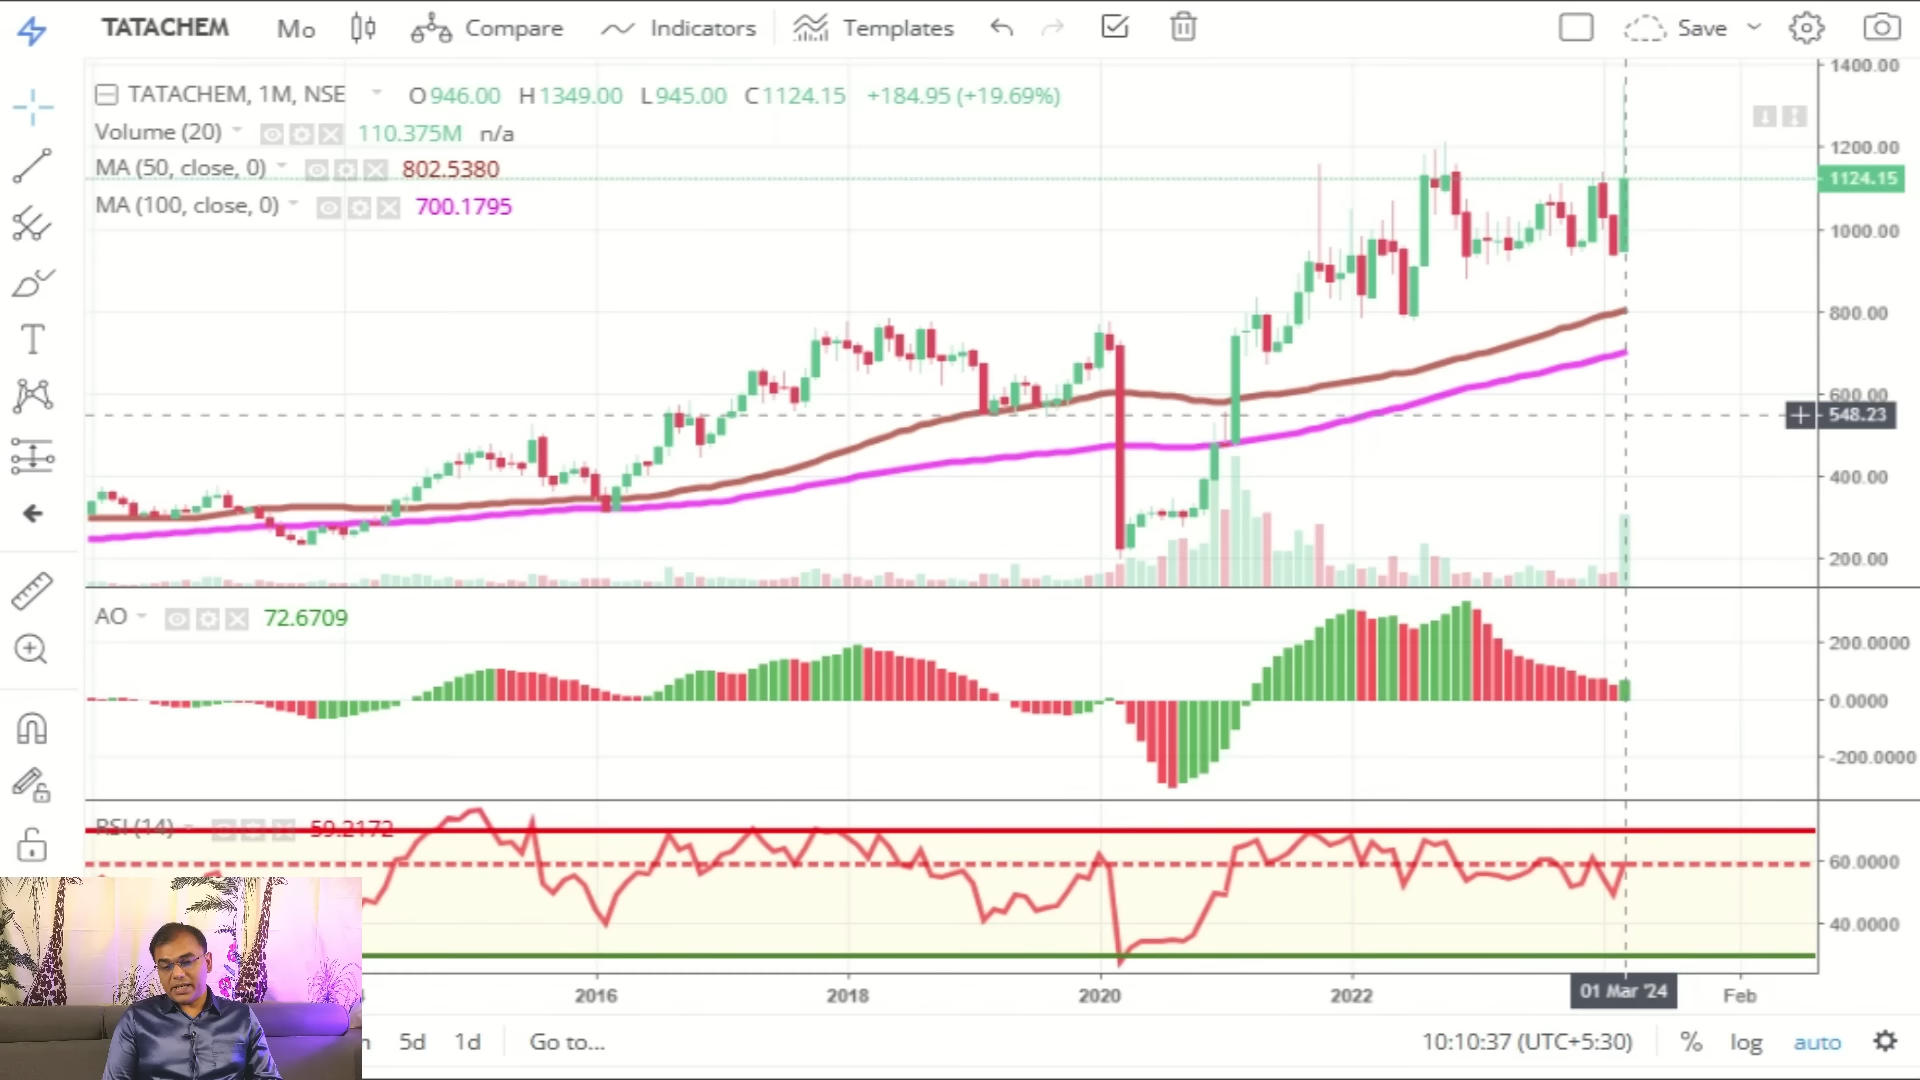 TATACHEM Mo Compare Indicators Templates Save
TATACHEM, 1M, NSE O946.00 H1349.00 L945.00 C1124.15 +184.95 (+19.69%)
Volume (20) 110.375M n/a
MA (50, close, 0) 802.5380
MA (100, close, 0) 700.1795
1400.00
1200.00
1124.15
1000.00
800.00
600.00
548.23
400.00
200.00
AO 72.6709
200.0000
0.0000
-200.0000
RSI (14) 59.2172
60.0000
40.0000
2016 2018 2020 2022 01 Mar '24 Feb
5d 1d Go to... 10:10:37 (UTC+5:30) % log auto